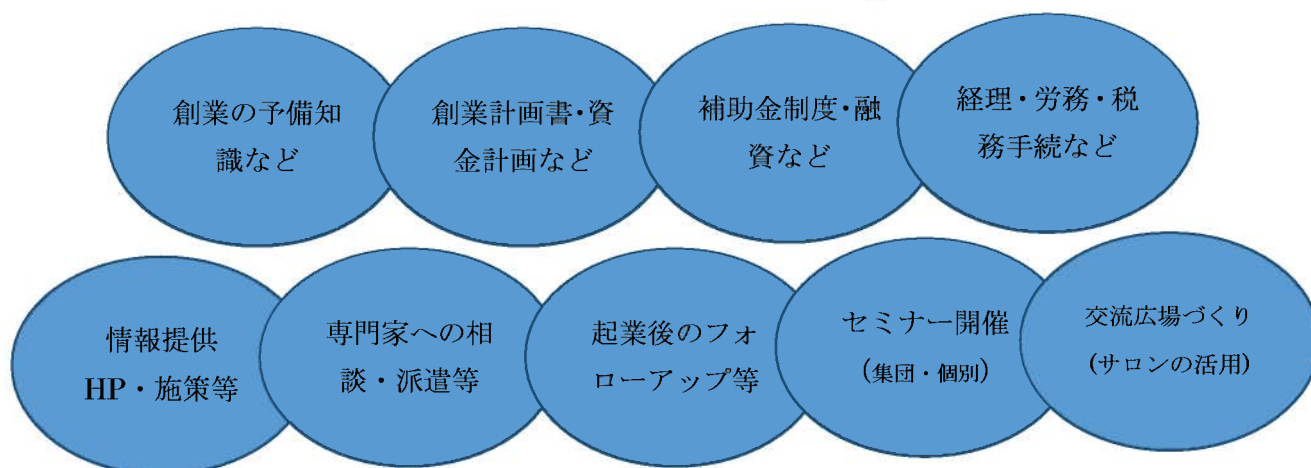 創業の予備知
識など
創業計画書・資
金計画など
補助金制度・融
資など
経理・労務・税
務手続など
情報提供
HP・施策等
専門家への相
談・派遣等
起業後のフォ
ローアップ等
セミナー開催
(集団・個別)
交流広場づくり
(サロンの活用)